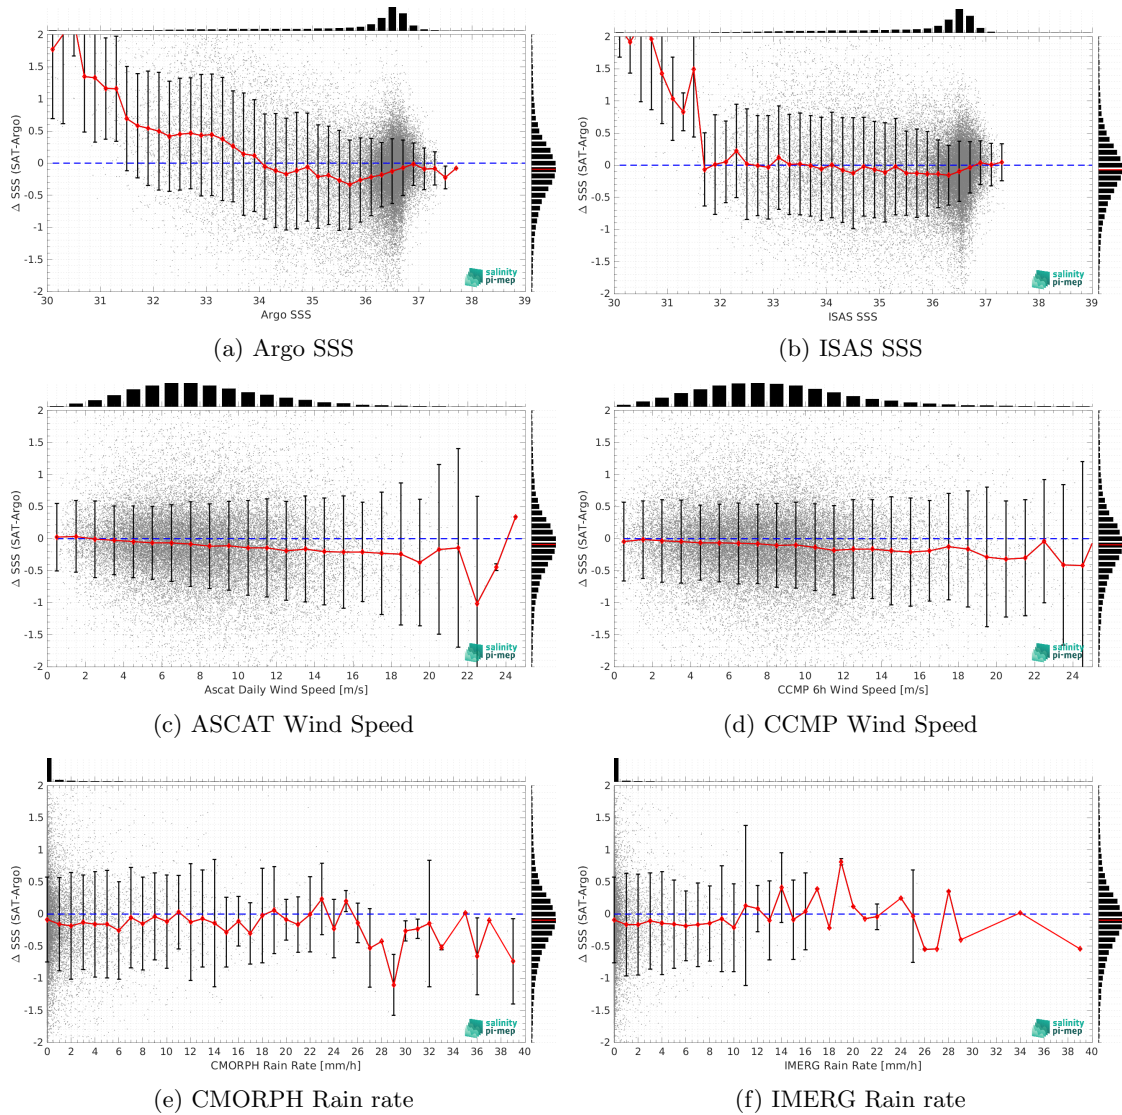 2
1.5
1
0.5
0
-0.5
-1
-1.5
-2
Δ SSS (SAT-Argo)
30 31 32 33 34 35 36 37 38 39
Argo SSS
salinity
pi-mep
(a) Argo SSS
2
1.5
1
0.5
0
-0.5
-1
-1.5
-2
Δ SSS (SAT-Argo)
30 31 32 33 34 35 36 37 38 39
ISAS SSS
salinity
pi-mep
(b) ISAS SSS
2
1.5
1
0.5
0
-0.5
-1
-1.5
-2
Δ SSS (SAT-Argo)
0 2 4 6 8 10 12 14 16 18 20 22 24
Ascat Daily Wind Speed [m/s]
salinity
pi-mep
(c) ASCAT Wind Speed
2
1.5
1
0.5
0
-0.5
-1
-1.5
-2
Δ SSS (SAT-Argo)
0 2 4 6 8 10 12 14 16 18 20 22 24
CCMP 6h Wind Speed [m/s]
salinity
pi-mep
(d) CCMP Wind Speed
2
1.5
1
0.5
0
-0.5
-1
-1.5
-2
Δ SSS (SAT-Argo)
0 2 4 6 8 10 12 14 16 18 20 22 24 26 28 30 32 34 36 38 40
CMORPH Rain Rate [mm/h]
salinity
pi-mep
(e) CMORPH Rain rate
2
1.5
1
0.5
0
-0.5
-1
-1.5
-2
Δ SSS (SAT-Argo)
0 2 4 6 8 10 12 14 16 18 20 22 24 26 28 30 32 34 36 38 40
IMERG Rain Rate [mm/h]
salinity
pi-mep
(f) IMERG Rain rate